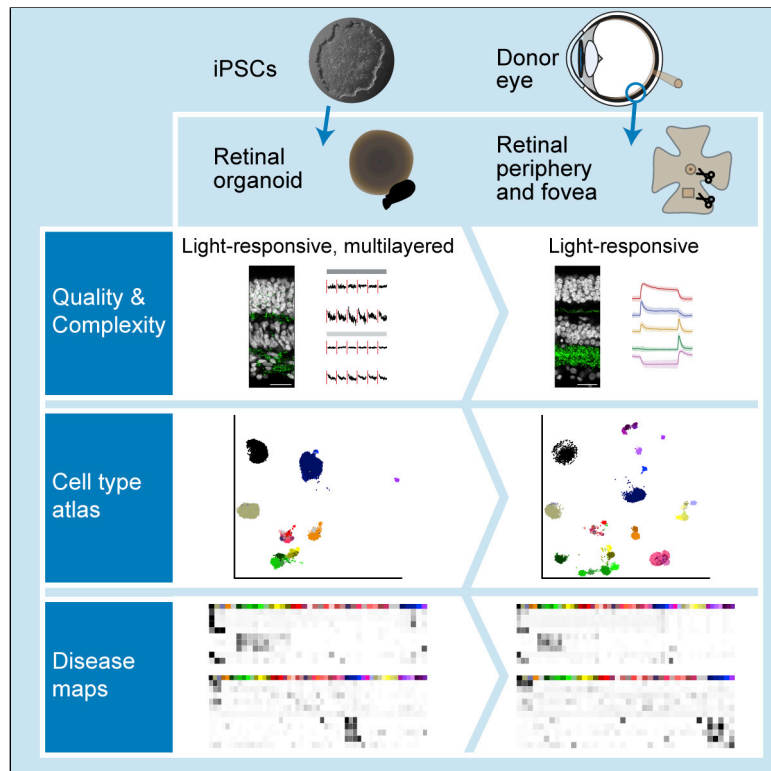 iPSCs
Donor
eye
Retinal
organoid
Retinal
periphery
and fovea
Quality &
Complexity
Light-responsive, multilayered
Light-responsive
Cell type
atlas
Disease
maps